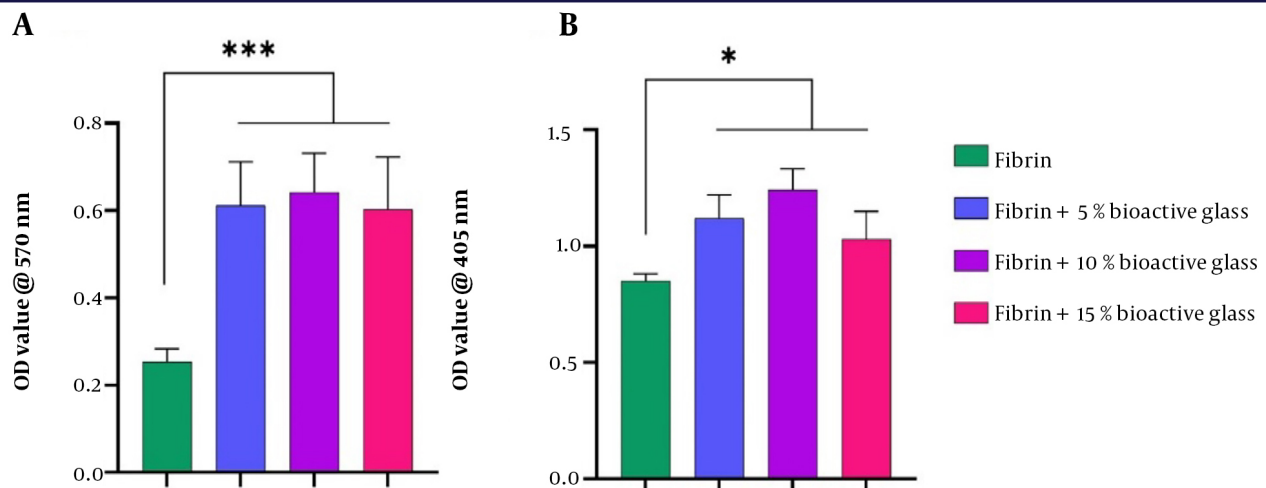 A
***
OD value @ 570 nm
0.8
0.6
0.4
0.2
0.0
B
*
OD value @ 405 nm
1.5
1.0
0.5
0.0
Fibrin
Fibrin + 5 % bioactive glass
Fibrin + 10 % bioactive glass
Fibrin + 15 % bioactive glass